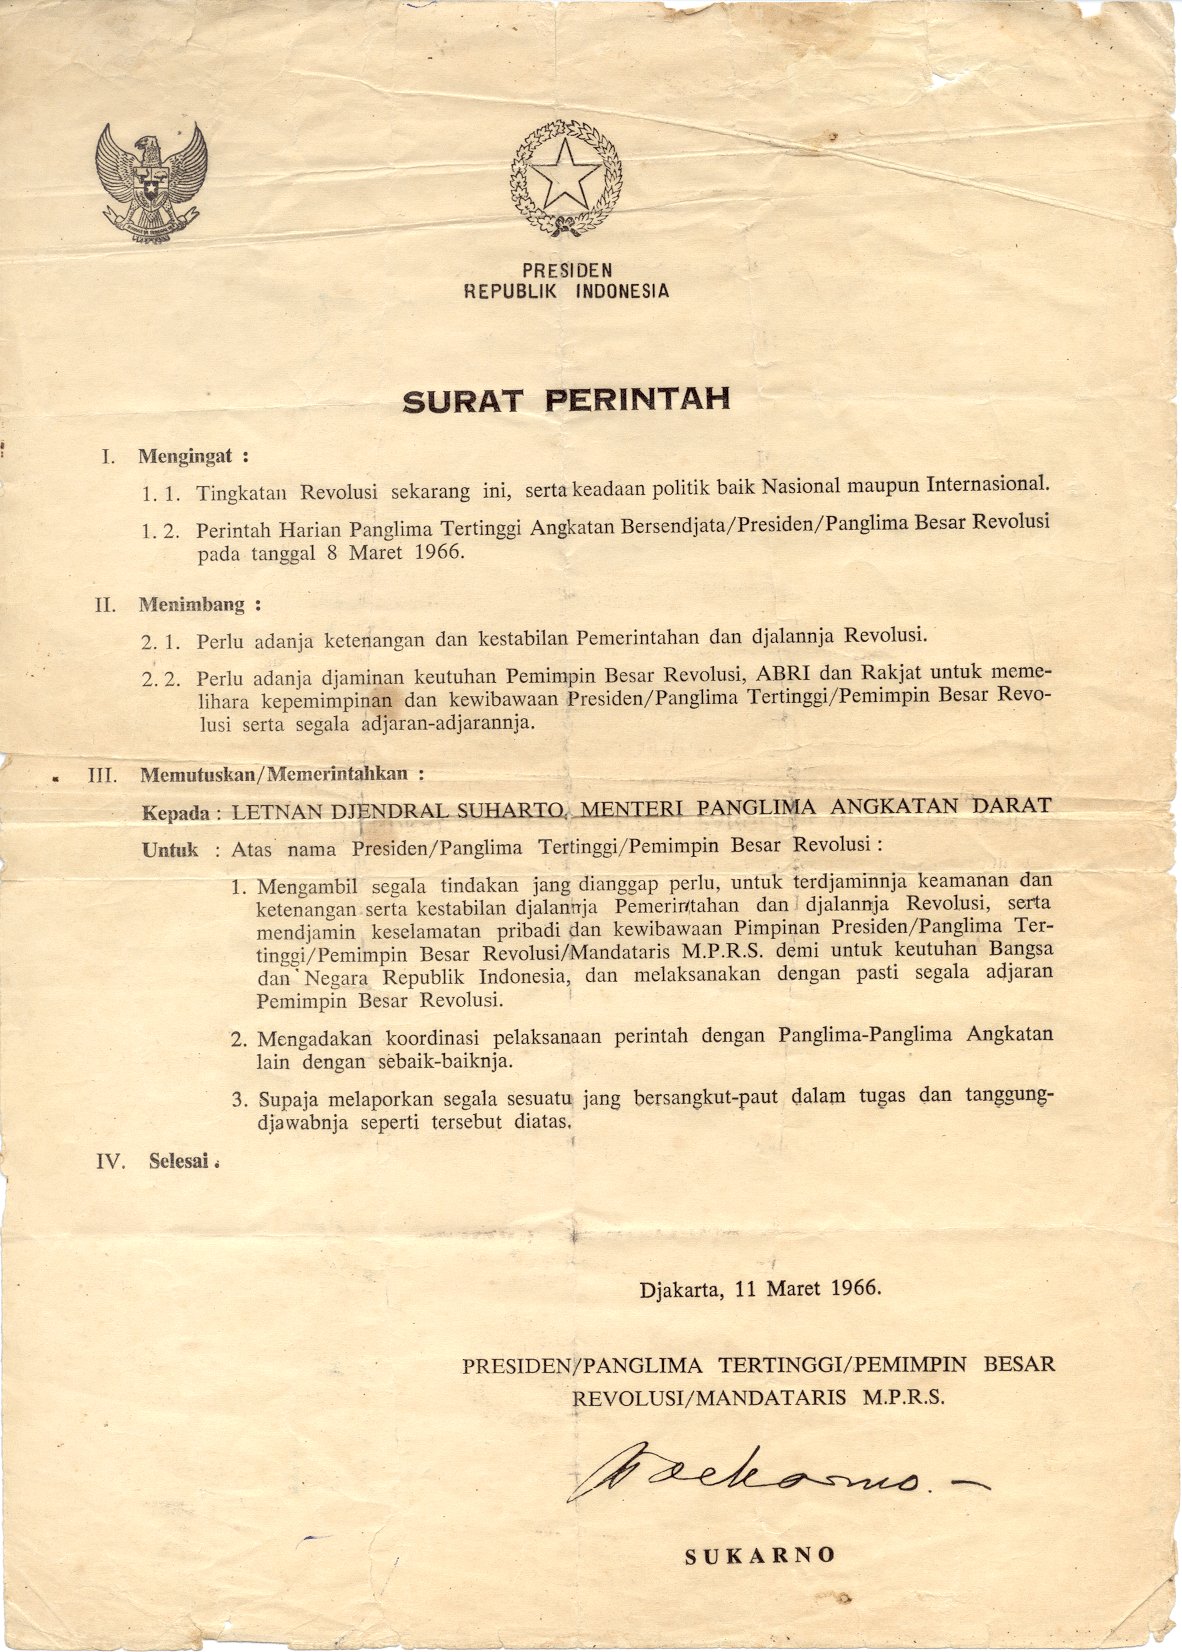 PRESIDEN
REPUBLIK INDONESIA
SURAT PERINTAH
I. Mengingat :
1. 1. Tingkatan Revolusi sekarang ini, serta keadaan politik baik Nasional maupun Internasional.
1. 2. Perintah Harian Panglima Tertinggi Angkatan Bersendjata/Presiden/Panglima Besar Revolusi
pada tanggal 8 Maret 1966.
II. Menimbang :
2. 1. Perlu adanja ketenangan dan kestabilan Pemerintahan dan djalannja Revolusi.
2. 2. Perlu adanja djaminan keutuhan Pemimpin Besar Revolusi, ABRI dan Rakjat untuk meme-
lihara kepemimpinan dan kewibawaan Presiden/Panglima Tertinggi/Pemimpin Besar Revo-
lusi serta segala adjaran-adjarannja.
III. Memutuskan/Memerintahkan :
Kepada : LETNAN DJENDRAL SUHARTO, MENTERI PANGLIMA ANGKATAN DARAT
Untuk : Atas nama Presiden/Panglima Tertinggi/Pemimpin Besar Revolusi :
1. Mengambil segala tindakan jang dianggap perlu, untuk terdjaminnja keamanan dan
ketenangan serta kestabilan djalannja Pemerintahan dan djalannja Revolusi, serta
mendjamin keselamatan pribadi dan kewibawaan Pimpinan Presiden/Panglima Ter-
tinggi/Pemimpin Besar Revolusi/Mandataris M.P.R.S. demi untuk keutuhan Bangsa
dan Negara Republik Indonesia, dan melaksanakan dengan pasti segala adjaran
Pemimpin Besar Revolusi.
2. Mengadakan koordinasi pelaksanaan perintah dengan Panglima-Panglima Angkatan
lain dengan sebaik-baiknja.
3. Supaja melaporkan segala sesuatu jang bersangkut-paut dalam tugas dan tanggung-
djawabnja seperti tersebut diatas.
IV. Selesai.
Djakarta, 11 Maret 1966.
PRESIDEN/PANGLIMA TERTINGGI/PEMIMPIN BESAR
REVOLUSI/MANDATARIS M.P.R.S.
Soekarno. –
SUKARNO